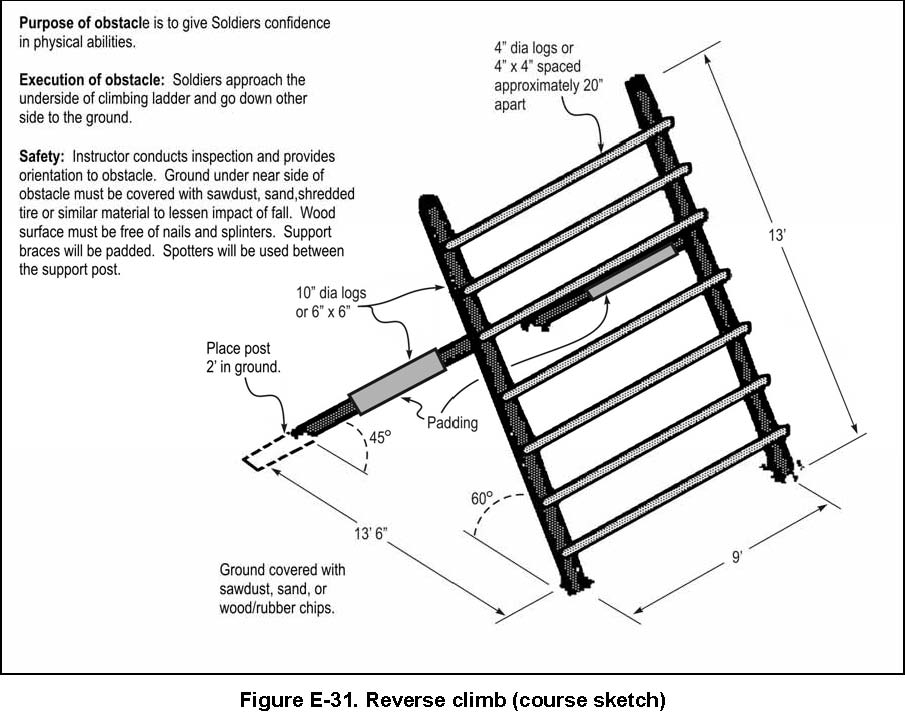 Purpose of obstacle is to give Soldiers confidence
in physical abilities.
Execution of obstacle: Soldiers approach the
underside of climbing ladder and go down other
side to the ground.
Safety: Instructor conducts inspection and provides
orientation to obstacle. Ground under near side of
obstacle must be covered with sawdust, sand,shredded
tire or similar material to lessen impact of fall. Wood
surface must be free of nails and splinters. Support
braces will be padded. Spotters will be used between
the support post.
4” dia logs or
4” x 4” spaced
approximately 20”
apart
13’
10” dia logs
or 6” x 6”
Place post
2’ in ground.
Padding
45°
60°
13’ 6”
9’
Ground covered with
sawdust, sand, or
wood/rubber chips.
Figure E-31. Reverse climb (course sketch)